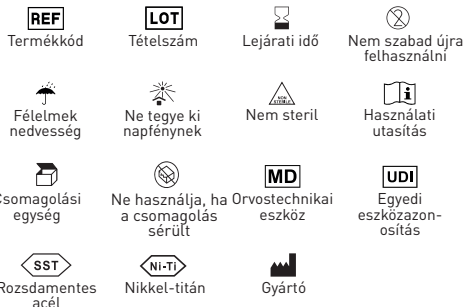 REF
LOT
Termékkód
Tételszám
Lejárati idő
Nem szabad újra
felhasználni
NON
STERILE
Félelmek
nedvesség
Ne tegye ki
napfénynek
Nem steril
Használati
utasítás
MD
UDI
Csomagolási
egység
Ne használja, ha
a csomagolás
sérült
Orvostechnikai
eszköz
Egyedi
eszközazon-
osítás
SST
Ni-Ti
Rozsdamentes
acél
Nikkel-titán
Gyártó